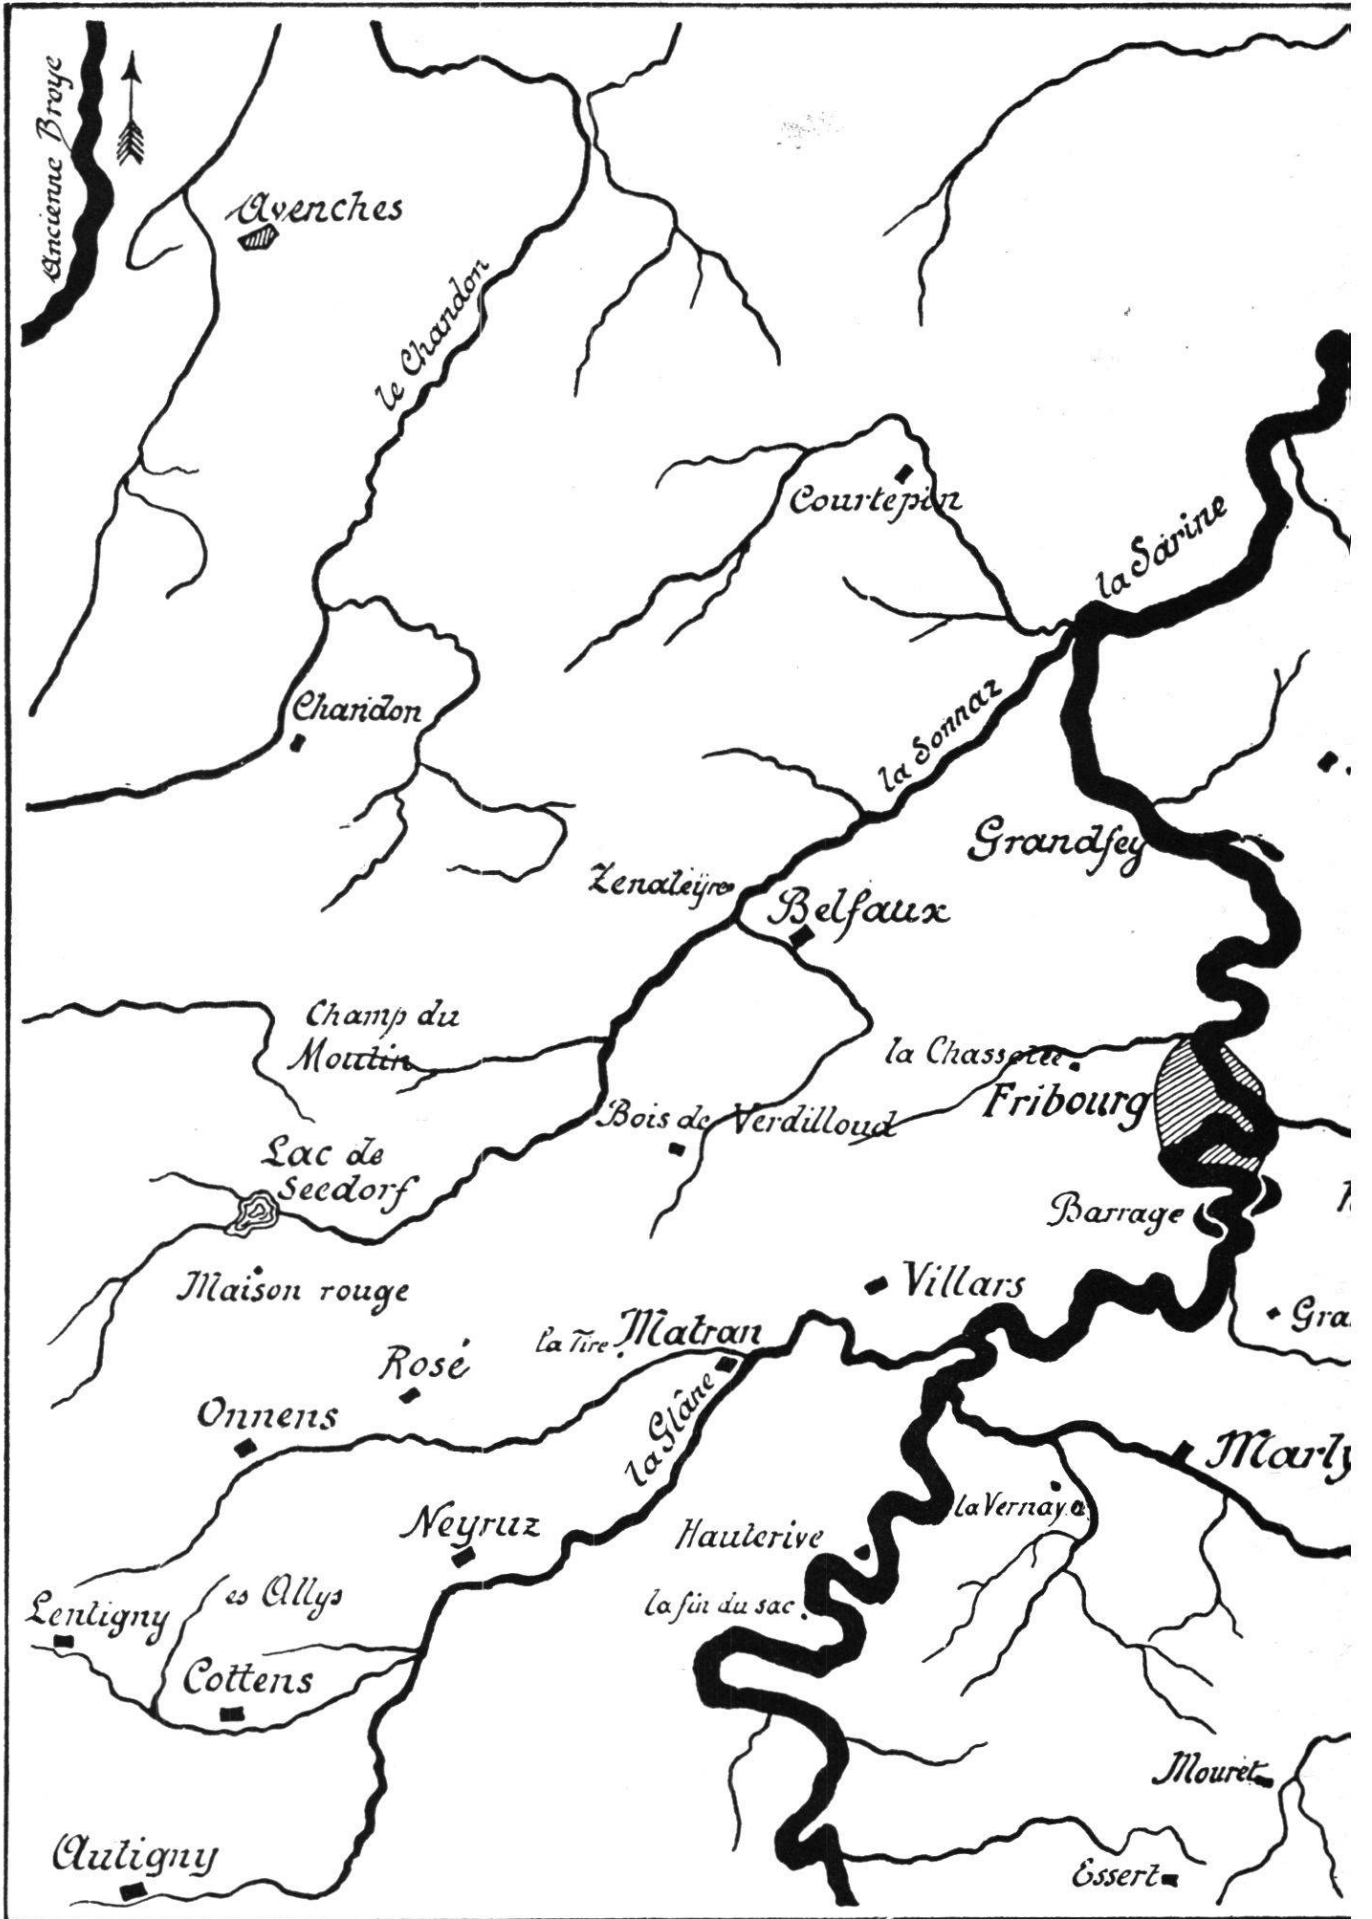 Ancienne Broye
Avenches
le Chandon
Courtepin
la Sarine
Chandon
la Sonnaz
Grandfey
Zenaleyre
Belfaux
Champ du
Moulin
la Chassotte
Fribourg
Bois de Verdilloud
Lac de
Seedorf
Barrage
Maison rouge
Villars
Gra
la Tire
Matran
Rosé
Onnens
la Glâne
Marly
Neyruz
la Vernaya
Hauterive
es Allys
la fin du sac
Lentigny
Cottens
Mouret
Autigny
Essert